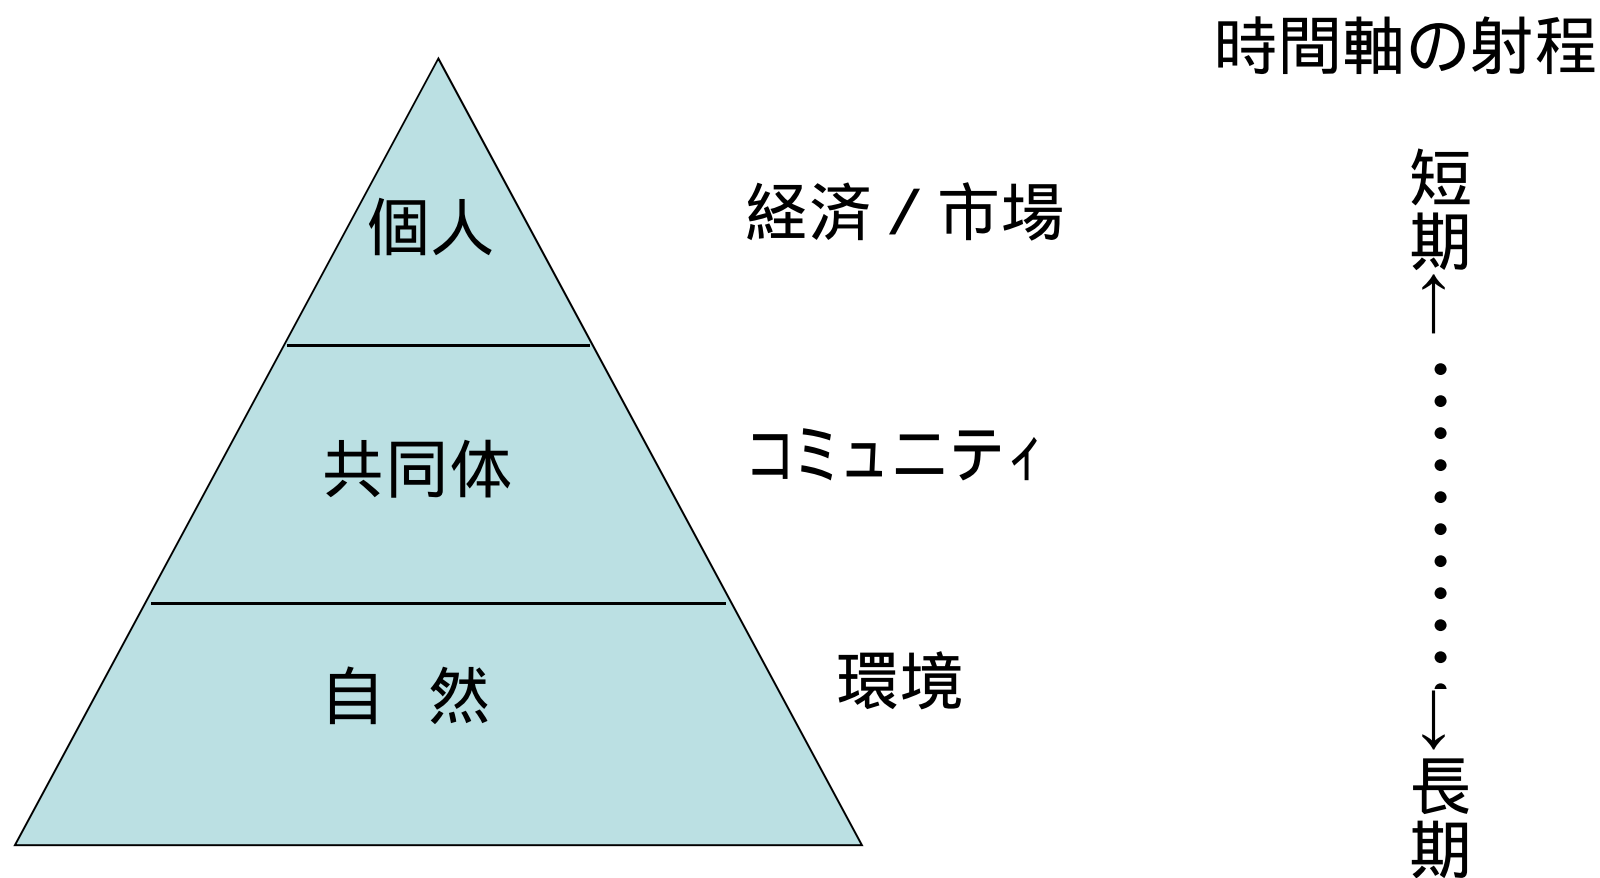 時間軸の射程
短期
↑
個人
経済 / 市場
共同体
コミュニティ
自 然
環境
↓
長期